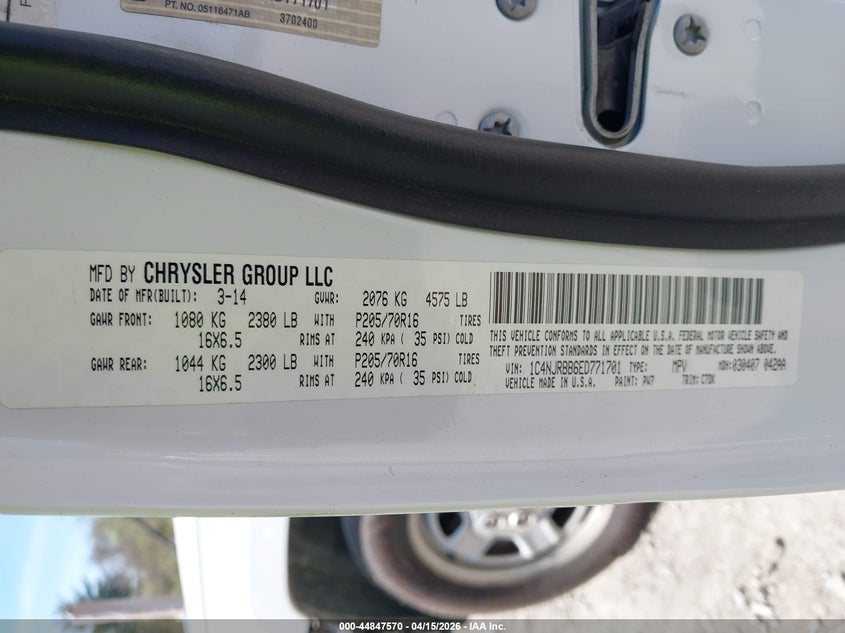 PT. NO. 05116471AB
3702400
MFD BY CHRYSLER GROUP LLC
DATE OF MFR(BUILT): 3-14 GVWR: 2076 KG 4575 LB
GAWR FRONT: 1080 KG 2380 LB WITH P205/70R16 TIRES
16X6.5 RIMS AT 240 KPA ( 35 PSI) COLD
GAWR REAR: 1044 KG 2300 LB WITH P205/70R16 TIRES
16X6.5 RIMS AT 240 KPA ( 35 PSI) COLD
THIS VEHICLE CONFORMS TO ALL APPLICABLE U.S.A. FEDERAL MOTOR VEHICLE SAFETY AND
THEFT PREVENTION STANDARDS IN EFFECT ON THE DATE OF MANUFACTURE SHOWN ABOVE.
VIN: 1C4NJRBB6ED771701 TYPE: MPV MDH: 030407 042AA
VEHICLE MADE IN U.S.A. PAINT: PW7 TRIM: C7DK
000-44847570 - 04/15/2026 - IAA Inc.